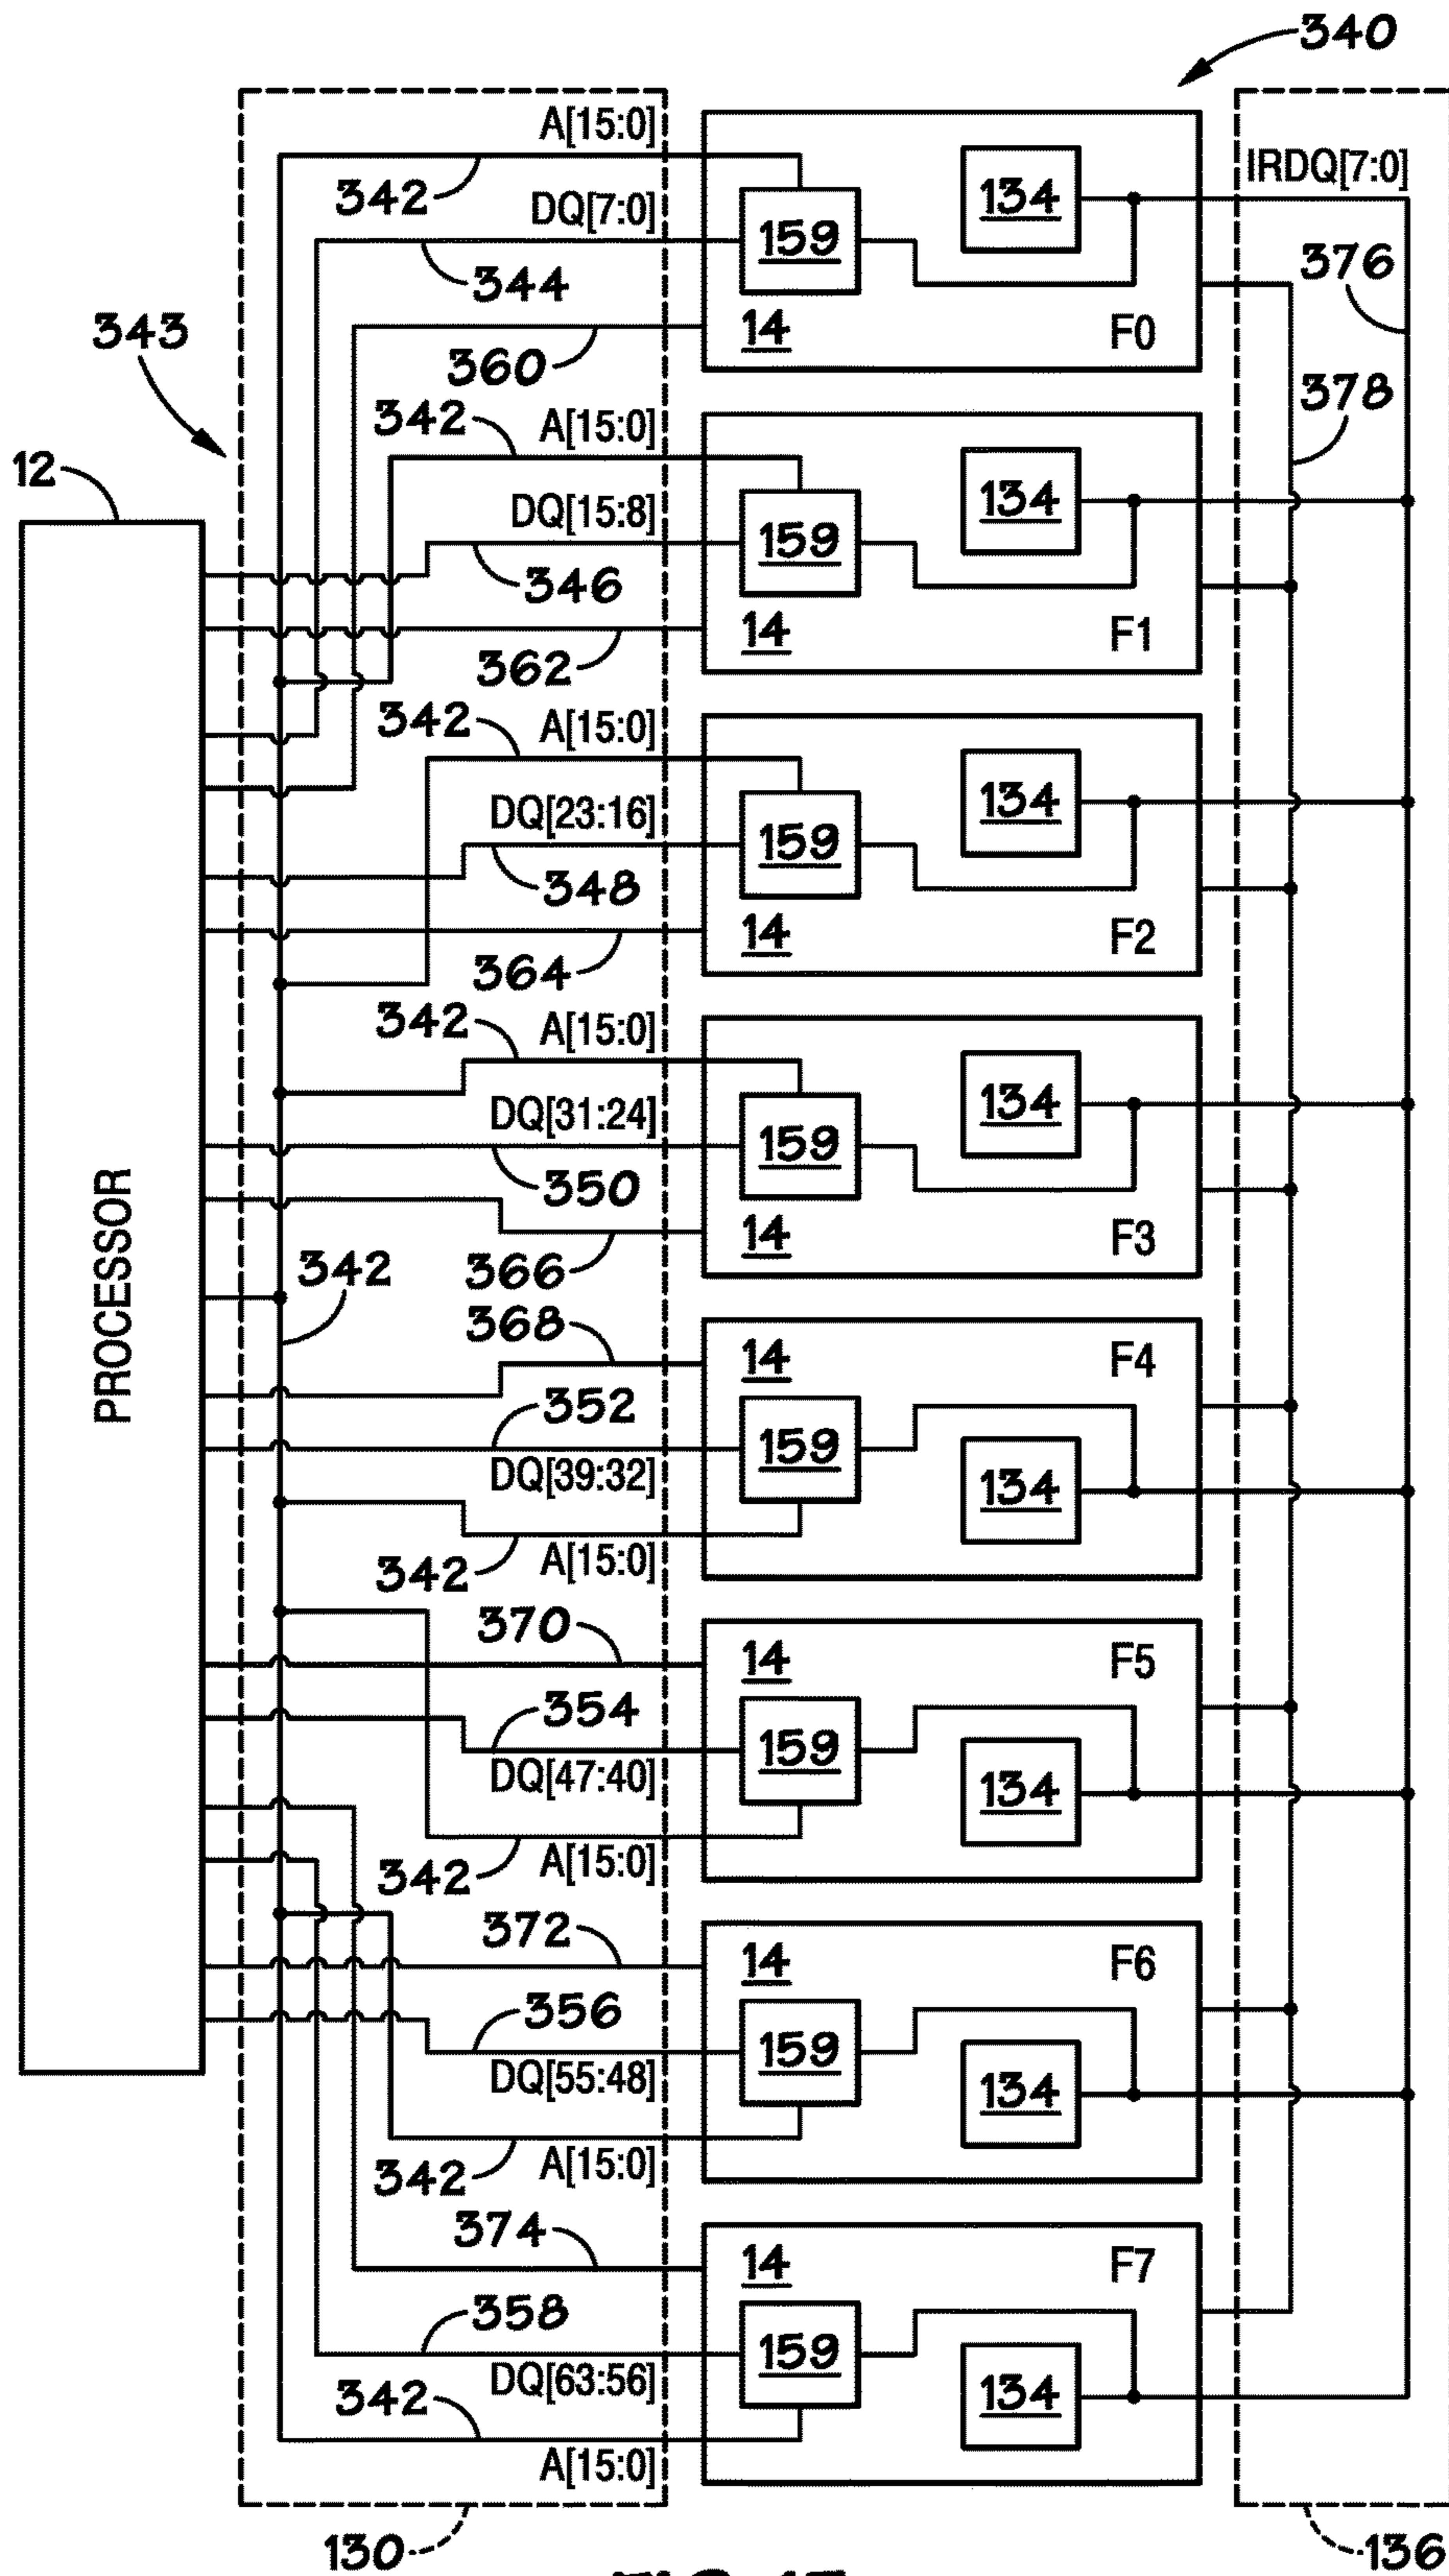 340
A[15:0]
342
DQ[7:0]
344
360
159
134
14
F0
IRDQ[7:0]
376
378
343
12
342
A[15:0]
DQ[15:8]
346
362
159
134
14
F1
342
A[15:0]
DQ[23:16]
348
364
159
134
14
F2
342
A[15:0]
DQ[31:24]
350
366
159
134
14
F3
PROCESSOR
342
368
352
DQ[39:32]
342
A[15:0]
14
F4
159
134
370
354
DQ[47:40]
342
A[15:0]
14
F5
159
134
372
356
DQ[55:48]
342
A[15:0]
14
F6
159
134
374
358
DQ[63:56]
342
A[15:0]
14
F7
159
134
130
136